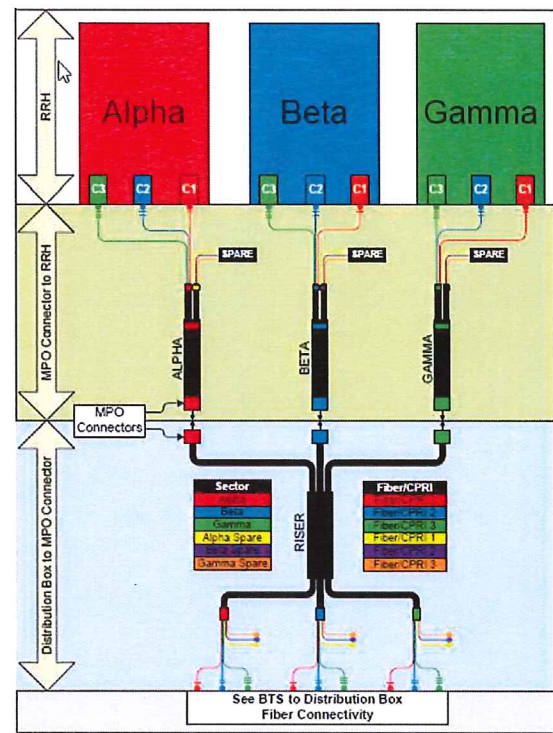 RRH
Alpha
Beta
Gamma
C3
C2
C1
C3
C2
C1
C3
C2
C1
MPO Connector to RRH
SPARE
SPARE
SPARE
ALPHA
BETA
GAMMA
MPO
Connectors
Distribution Box to MPO Connector
Sector
Alpha
Beta
Gamma
Alpha Spare
Beta Spare
Gamma Spare
RISER
Fiber/CPRI
Fiber/CPRI 2
Fiber/CPRI 3
Fiber/CPRI 1
Fiber/CPRI 2
Fiber/CPRI 3
See BTS to Distribution Box
Fiber Connectivity